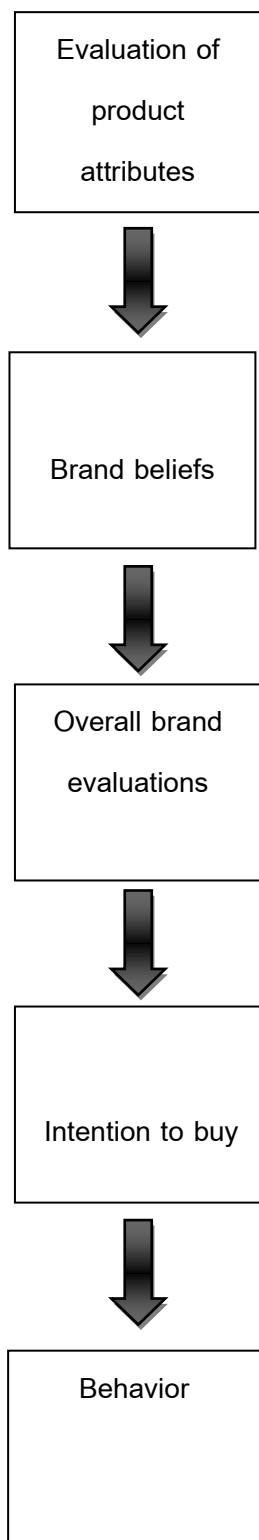 Evaluation of
product
attributes
Brand beliefs
Overall brand
evaluations
Intention to buy
Behavior